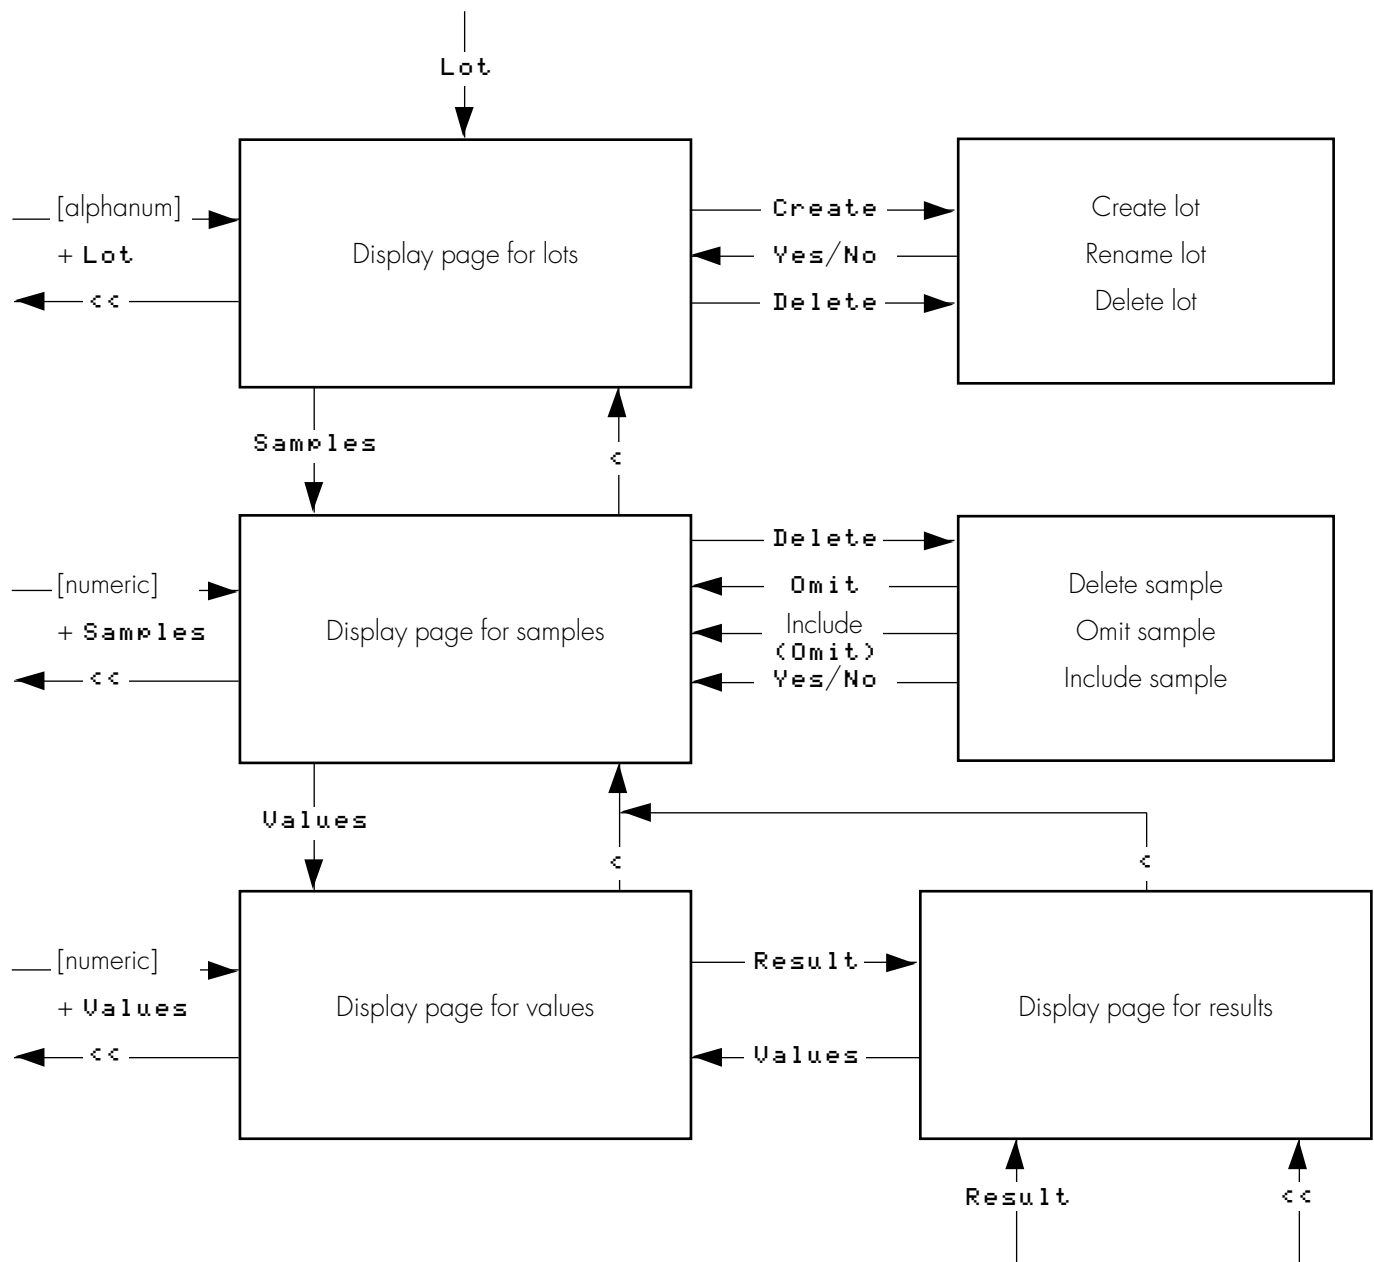 Lot
[alphanum]
+ Lot
<<
Display page for lots
Create
Yes/No
Delete
Create lot
Rename lot
Delete lot
Samples
<
[numeric]
+ Samples
<<
Display page for samples
Delete
Omit
Include
(Omit)
Yes/No
Delete sample
Omit sample
Include sample
Values
<
<
[numeric]
+ Values
<<
Display page for values
Result
Values
Display page for results
Result
<<